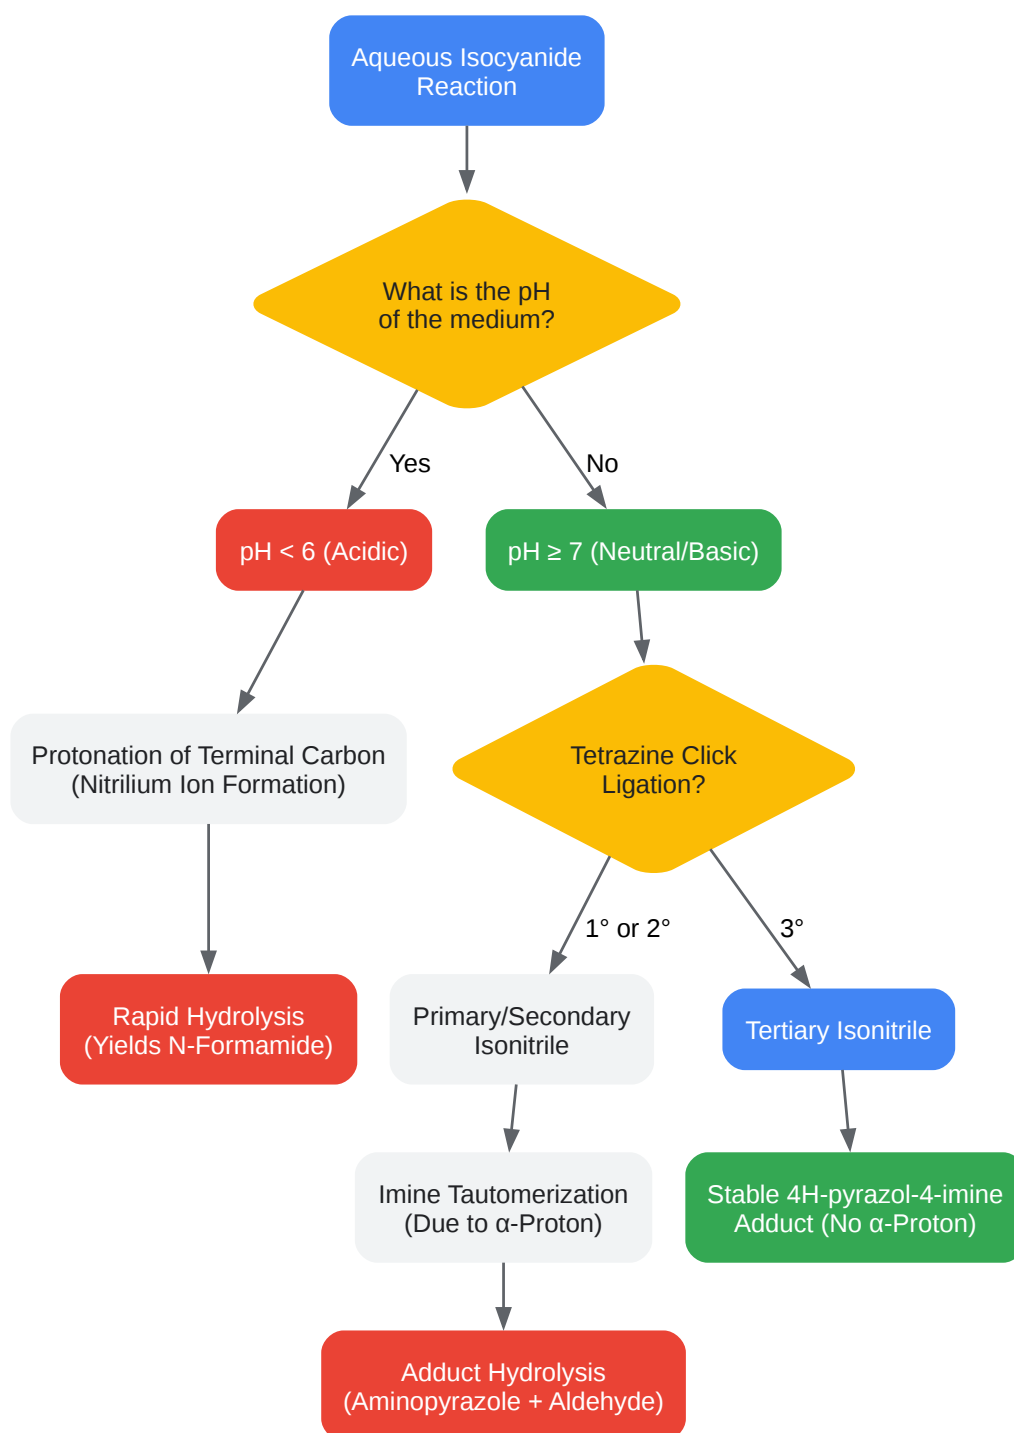 Aqueous Isocyanide
Reaction
What is the pH
of the medium?
Yes
No
pH < 6 (Acidic)
pH ≥ 7 (Neutral/Basic)
Protonation of Terminal Carbon
(Nitrilium Ion Formation)
Tetrazine Click
Ligation?
1° or 2°
3°
Rapid Hydrolysis
(Yields N-Formamide)
Primary/Secondary
Isonitrile
Tertiary Isonitrile
Imine Tautomerization
(Due to α-Proton)
Stable 4H-pyrazol-4-imine
Adduct (No α-Proton)
Adduct Hydrolysis
(Aminopyrazole + Aldehyde)